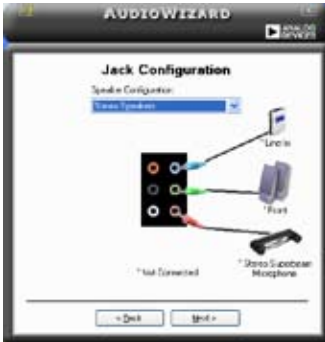 AUDIOWIZARD
ANALOG
DEVICES
Jack Configuration
Speaker Configuration:
Stereo Speakers
*Line In
*Front
*Stereo Superbeam
Microphone
*Not Connected
< Back
Next >